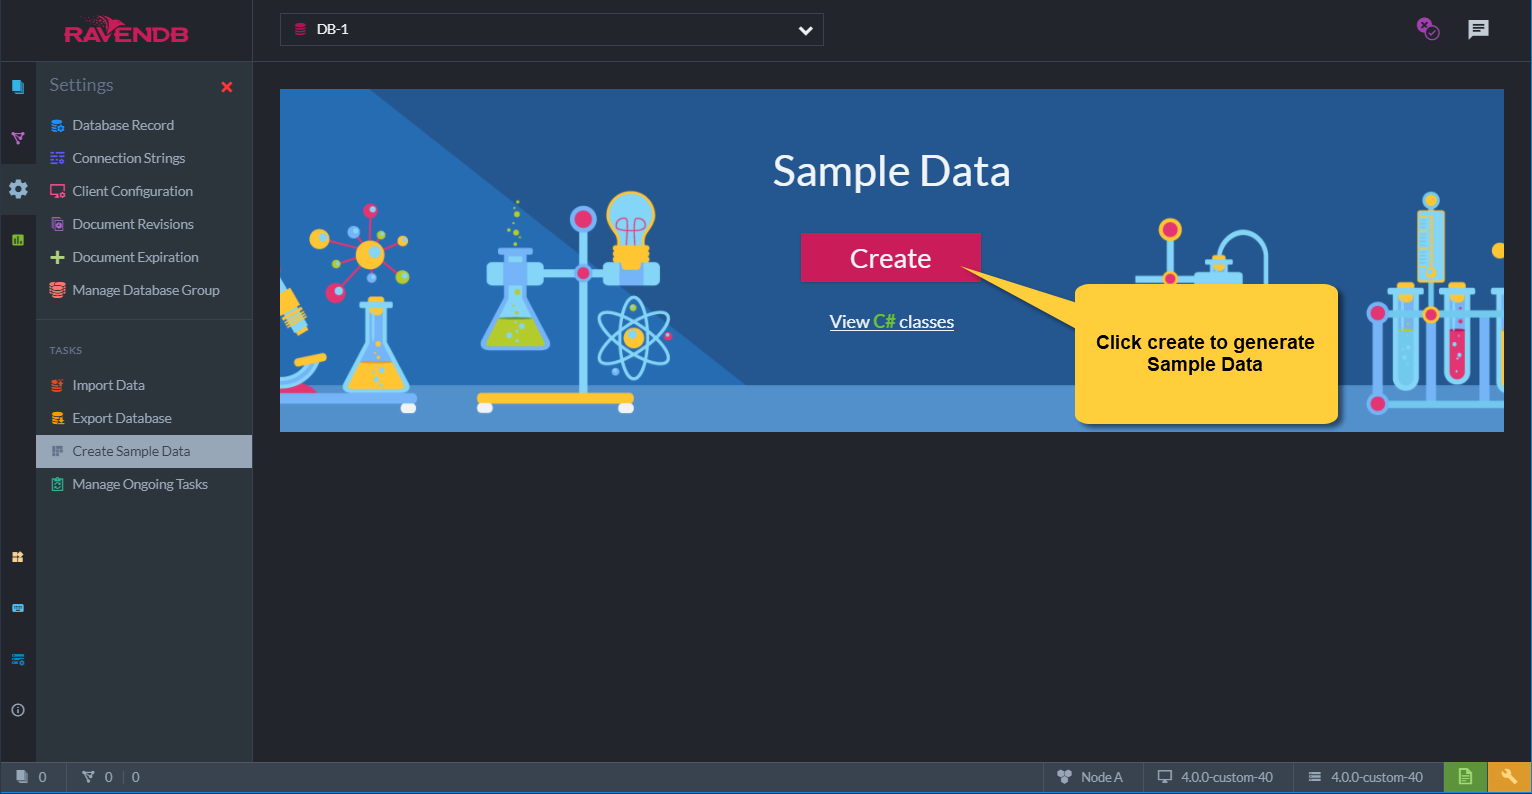 RAVENDB
DB-1
Settings
Database Record
Connection Strings
Client Configuration
Document Revisions
Document Expiration
Manage Database Group
TASKS
Import Data
Export Database
Create Sample Data
Manage Ongoing Tasks
Sample Data
Create
View C# classes
Click create to generate
Sample Data
0
0 | 0
Node A
4.0.0-custom-40
4.0.0-custom-40